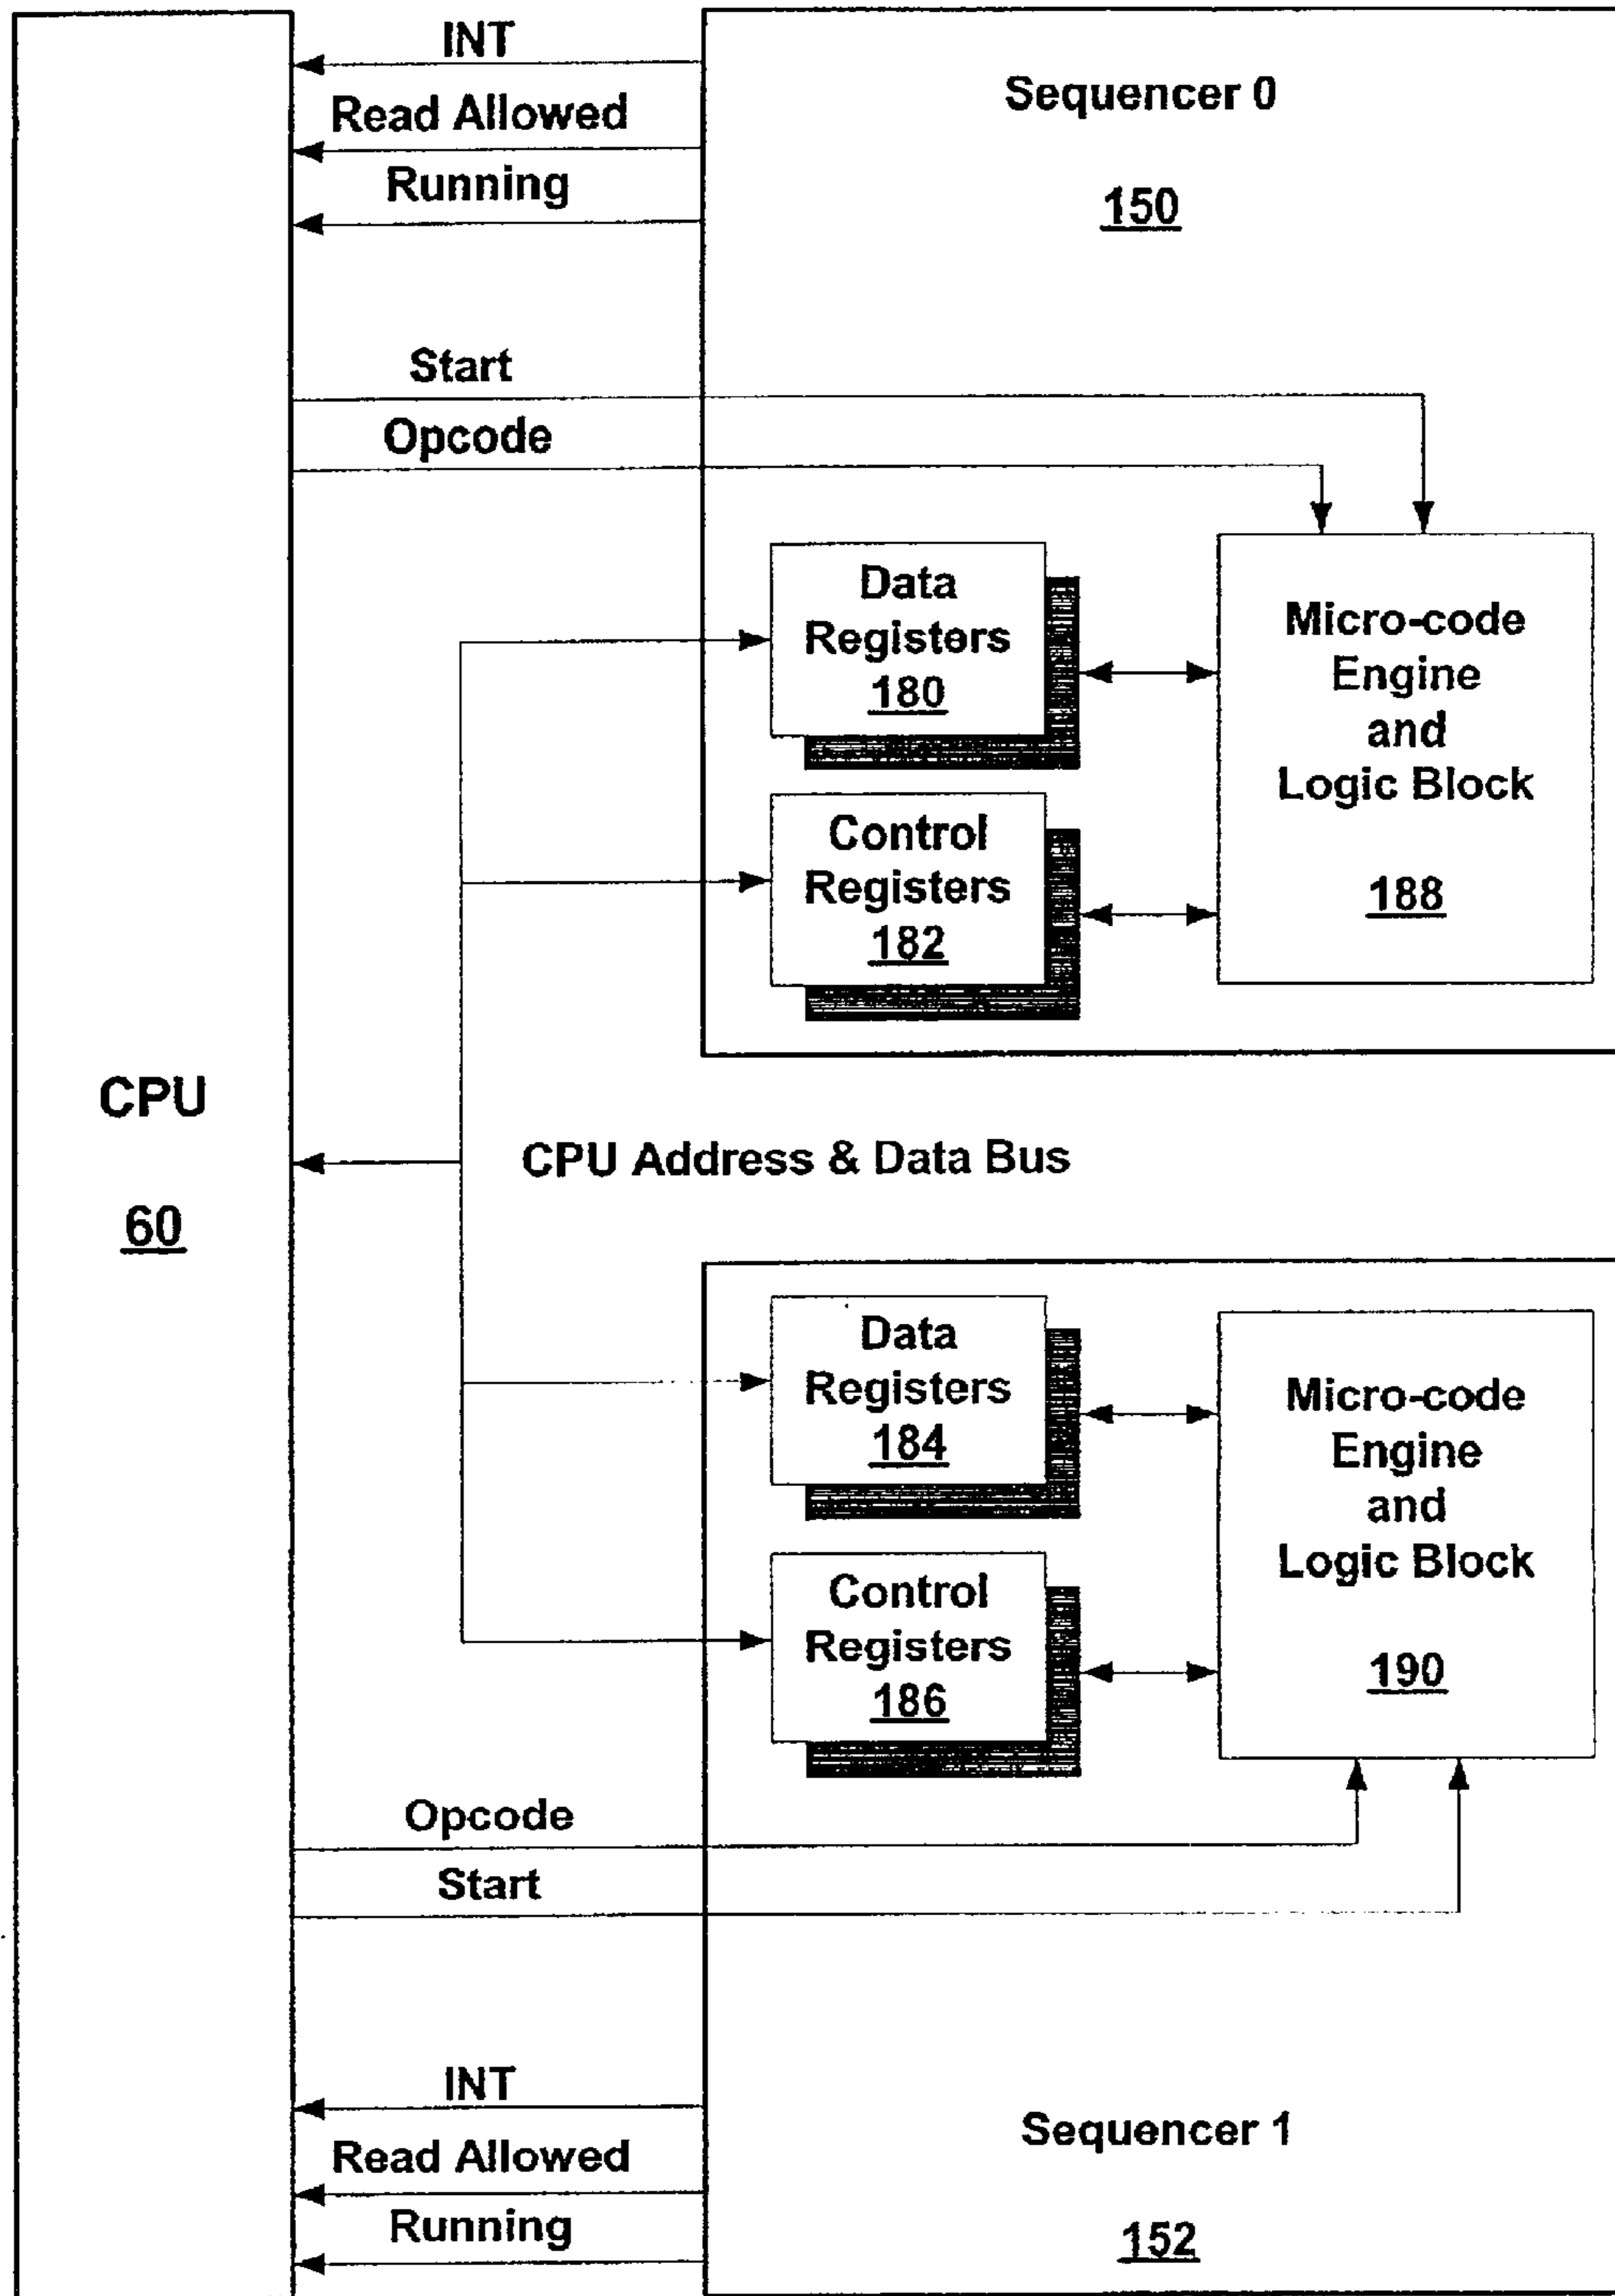 INT
Read Allowed
Running
Sequencer 0
150
Start
Opcode
Data
Registers
180
Control
Registers
182
Micro-code
Engine
and
Logic Block
188
CPU
60
CPU Address & Data Bus
Data
Registers
184
Control
Registers
186
Micro-code
Engine
and
Logic Block
190
Opcode
Start
INT
Read Allowed
Running
Sequencer 1
152